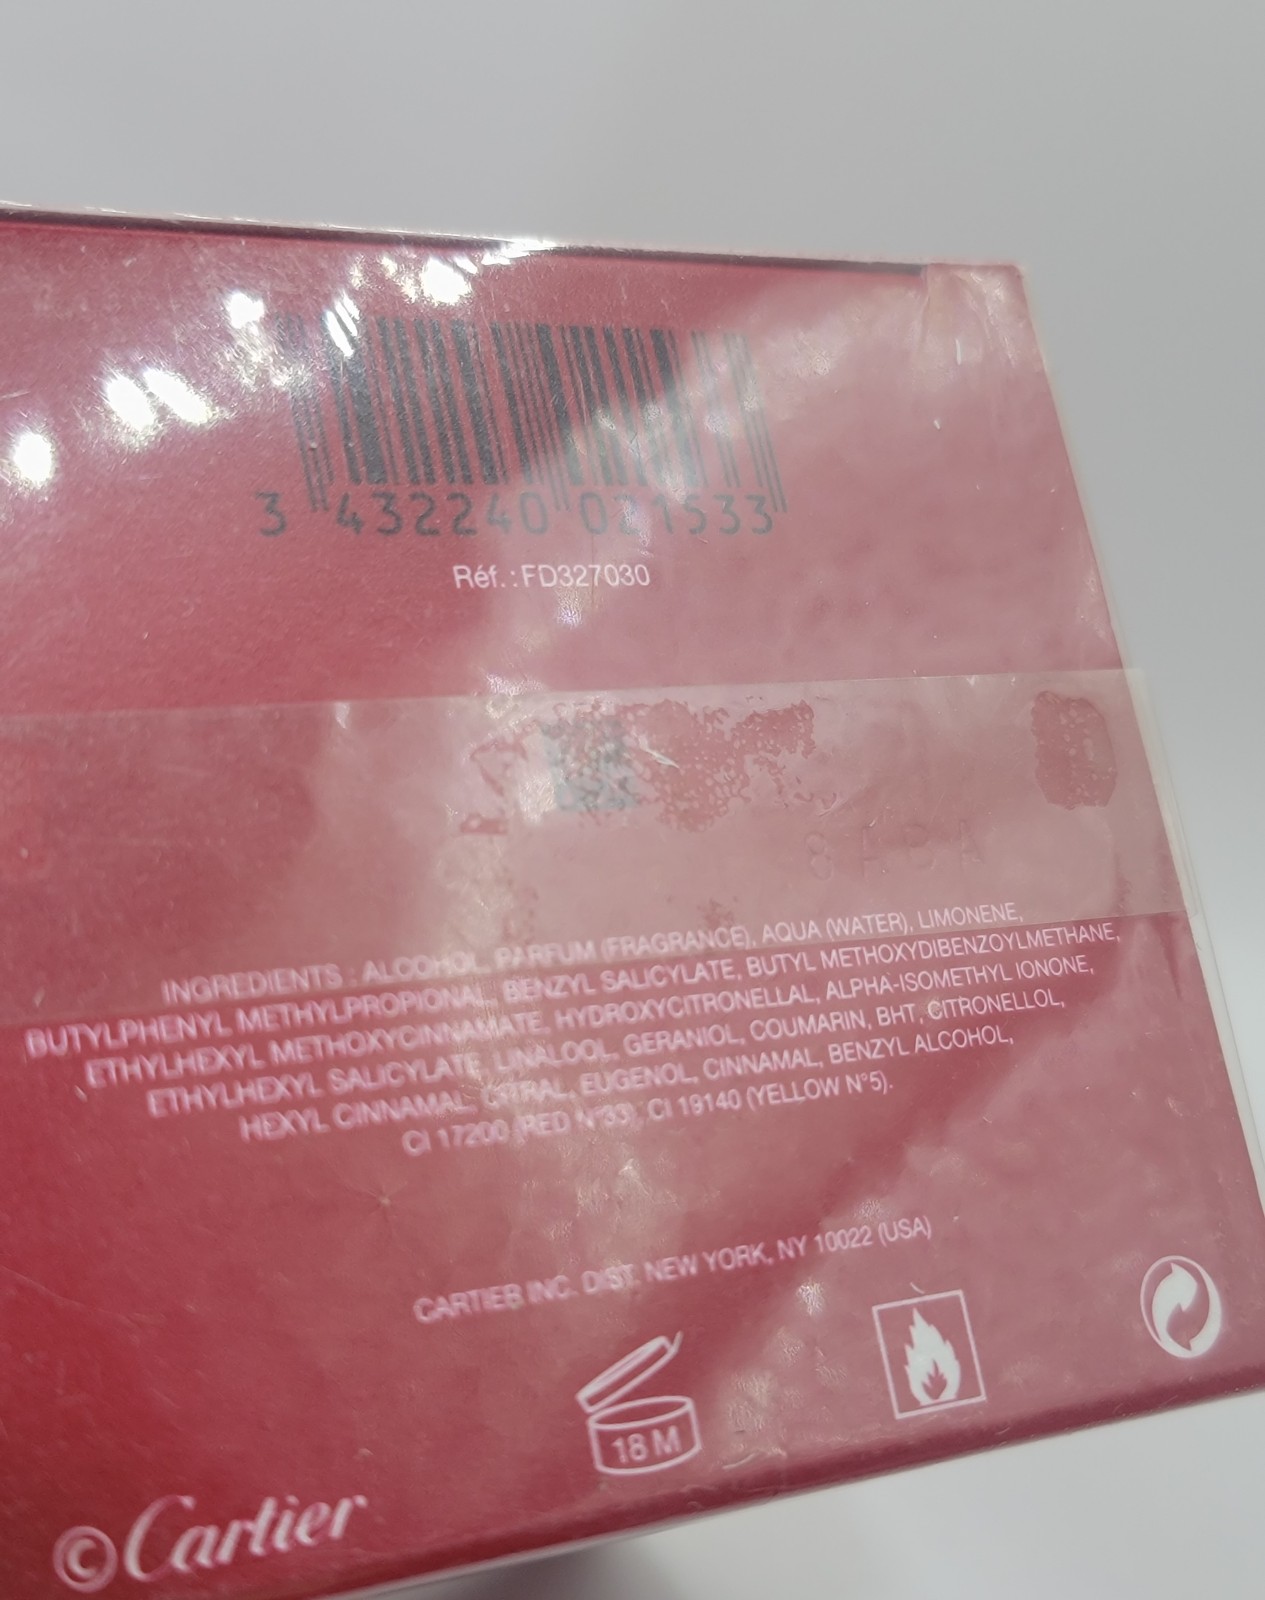 3 432240 021533
Réf.:FD327030
INGREDIENTS : ALCOHOL, PARFUM (FRAGRANCE), AQUA (WATER), LIMONENE,
BUTYLPHENYL METHYLPROPIONAL, BENZYL SALICYLATE, BUTYL METHOXYDIBENZOYLMETHANE,
ETHYLHEXYL METHOXYCINNAMATE, HYDROXYCITRONELLAL, ALPHA-ISOMETHYL IONONE,
ETHYLHEXYL SALICYLATE, LINALOOL, GERANIOL, COUMARIN, BHT, CITRONELLOL,
HEXYL CINNAMAL, CITRAL, EUGENOL, CINNAMAL, BENZYL ALCOHOL,
CI 17200 (RED N°33), CI 19140 (YELLOW N°5).
CARTIER INC. DIST. NEW YORK, NY 10022 (USA)
18 M
©Cartier